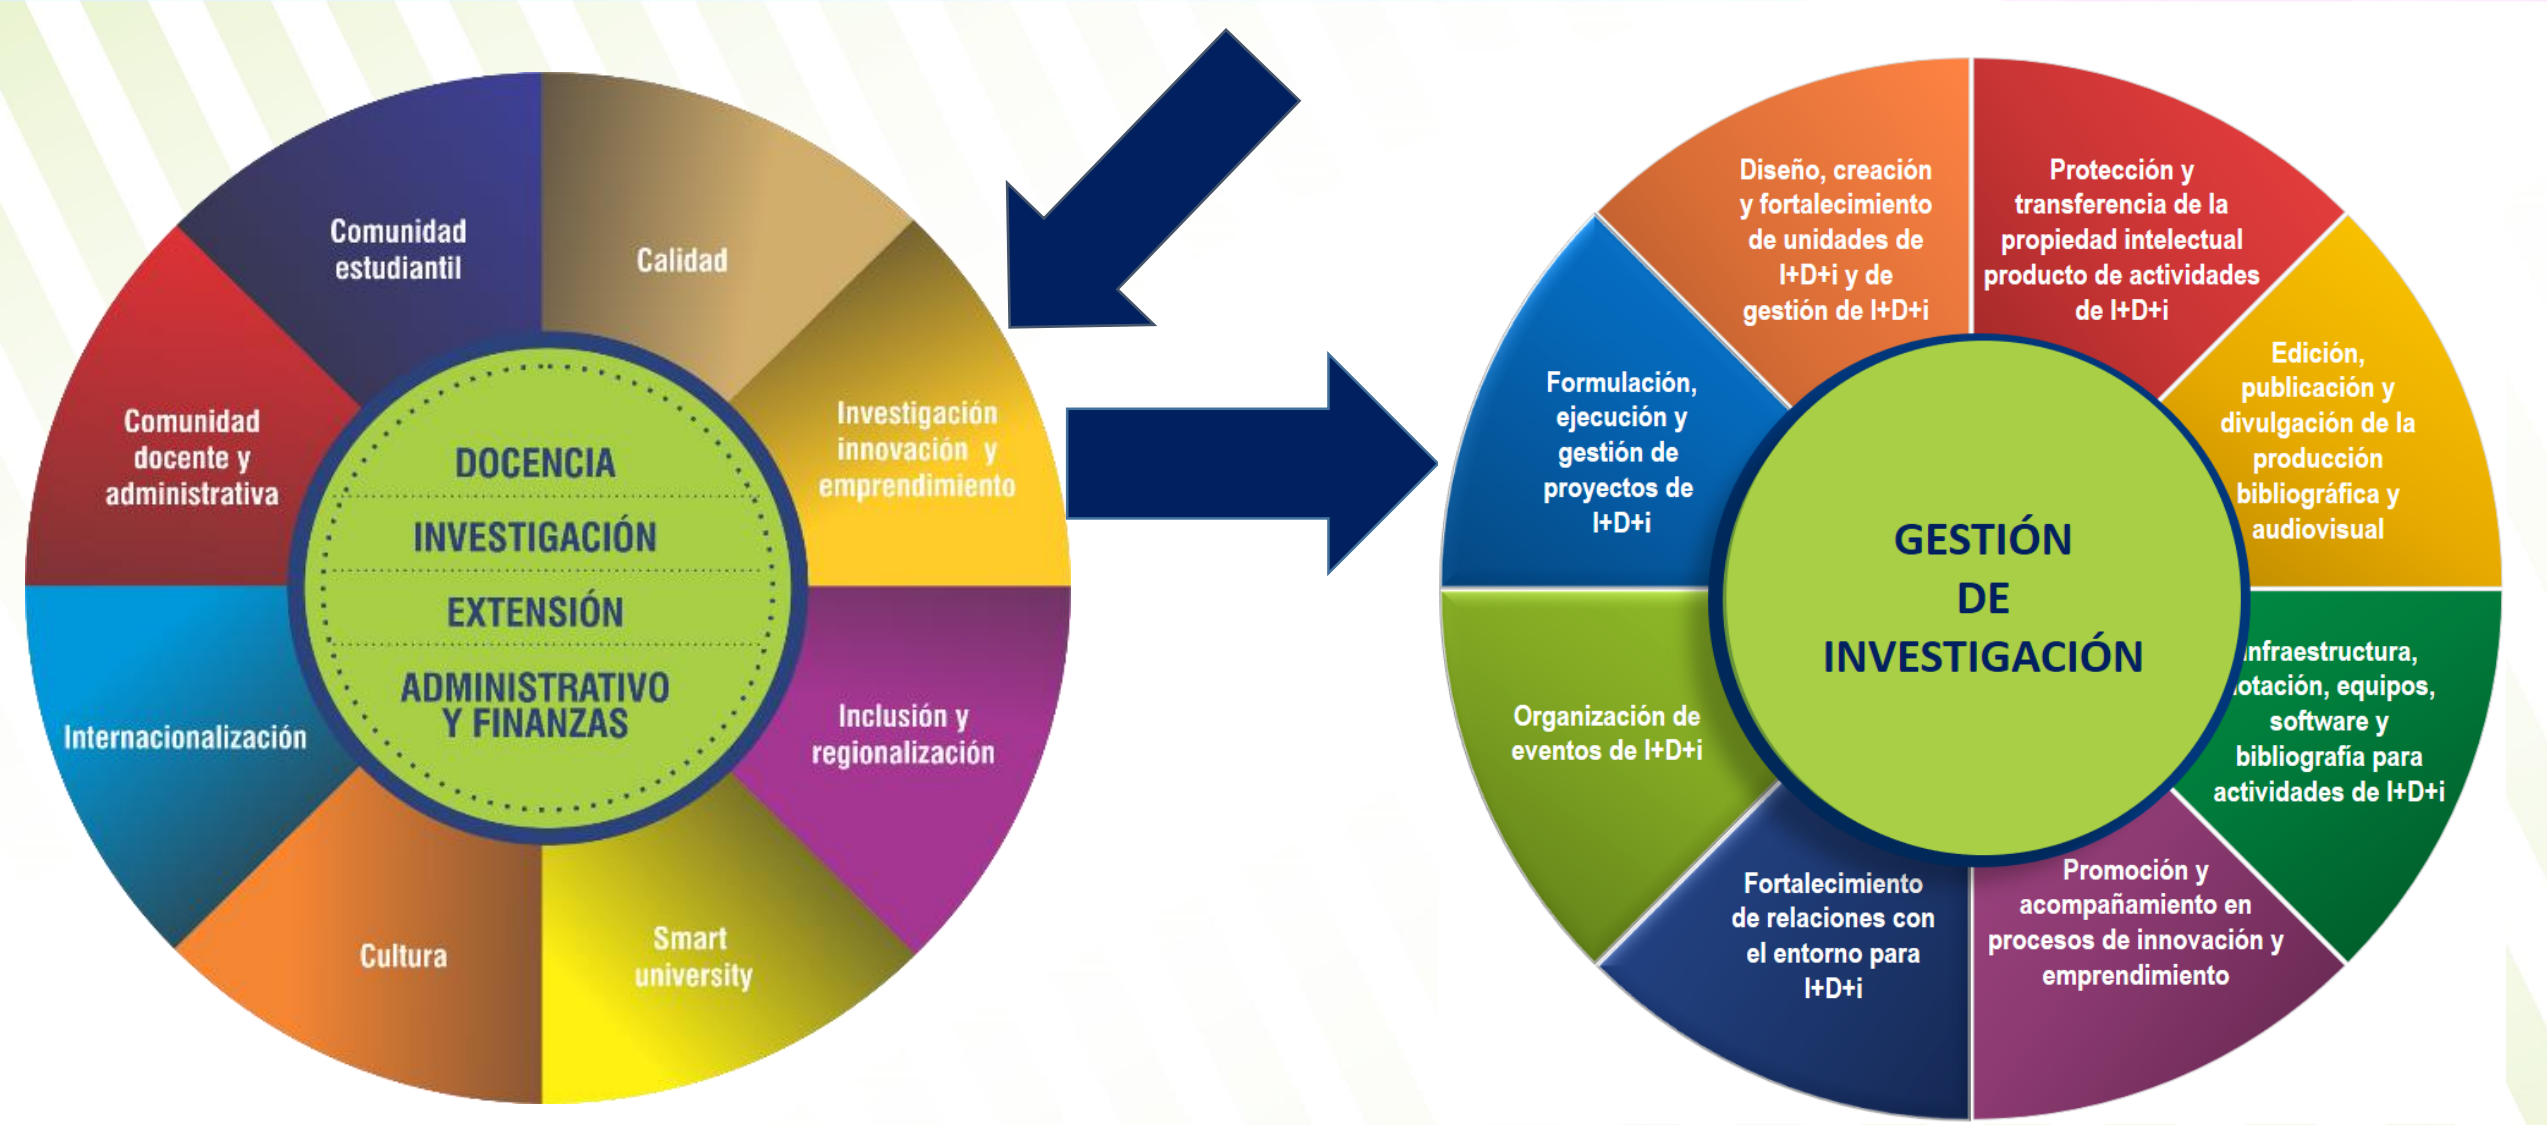 Comunidad
estudiantil
Calidad
Investigación
innovación y
emprendimiento
Inclusión y
regionalización
Smart
university
Cultura
Internacionalización
Comunidad
docente y
administrativa
DOCENCIA
INVESTIGACIÓN
EXTENSIÓN
ADMINISTRATIVO
Y FINANZAS
Diseño, creación
y fortalecimiento
de unidades de
I+D+i y de
gestión de I+D+i
Protección y
transferencia de la
propiedad intelectual
producto de actividades
de I+D+i
Edición,
publicación y
divulgación de la
producción
bibliográfica y
audiovisual
nfraestructura,
otación, equipos,
software y
bibliografia para
actividades de I+D+i
Promoción y
acompañamiento en
procesos de innovación y
emprendimiento
Fortalecimiento
de relaciones con
el entorno para
I+D+i
Organización de
eventos de I+D+i
Formulación,
ejecución y
gestión de
proyectos de
I+D+i
GESTIÓN
DE
INVESTIGACIÓN